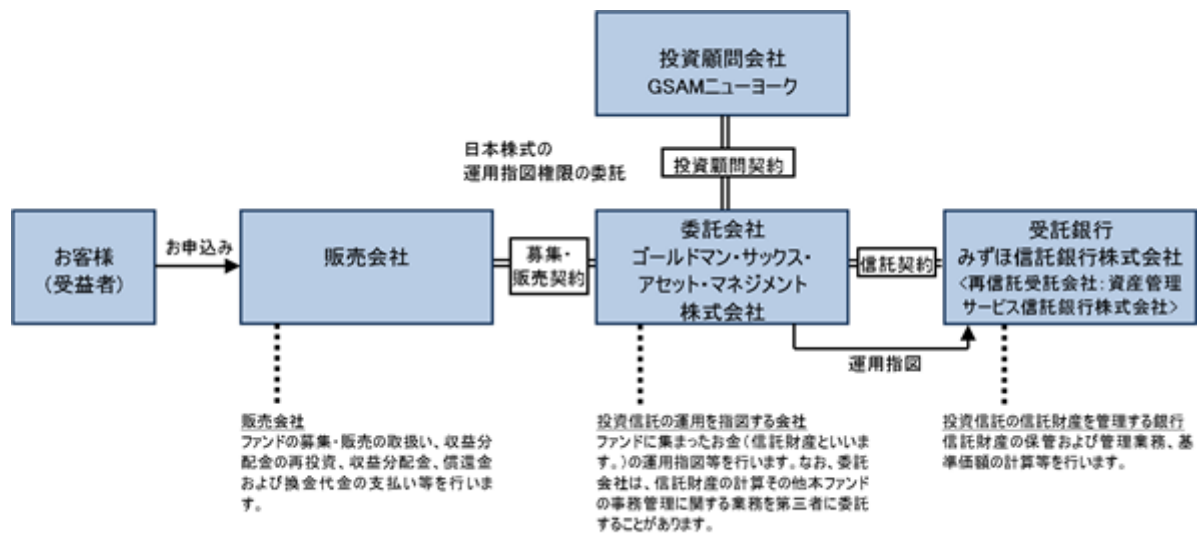 投資顧問会社
GSAMニューヨーク
日本株式の
運用指図権限の委託
投資顧問契約
お客様
（受益者）
お申込み
販売会社
募集・
販売契約
委託会社
ゴールドマン・サックス・
アセット・マネジメント
株式会社
信託契約
受託銀行
みずほ信託銀行株式会社
＜再信託受託会社：資産管理
サービス信託銀行株式会社＞
運用指図
販売会社
ファンドの募集・販売の取扱い、収益分
配金の再投資、収益分配金、償還金
および換金代金の支払い等を行いま
す。
投資信託の運用を指図する会社
ファンドに集まったお金（信託財産といいま
す。）の運用指図等を行います。なお、委託
会社は、信託財産の計算その他本ファンド
の事務管理に関する業務を第三者に委託
することがあります。
投資信託の信託財産を管理する銀行
信託財産の保管および管理業務、基
準価額の計算等を行います。